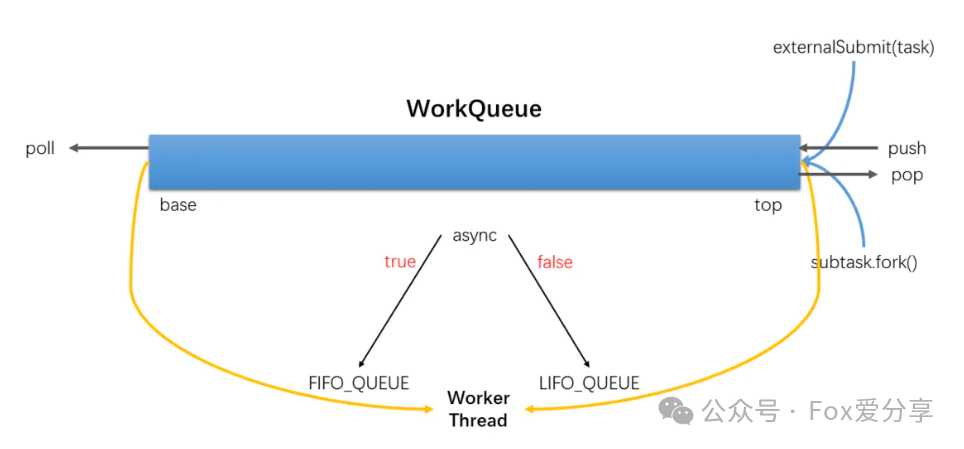 externalSubmit(task)
WorkQueue
poll
push
pop
base
top
async
true
false
subtask.fork()
FIFO_QUEUE
LIFO_QUEUE
Worker
Thread
公众号 · Fox爱分享